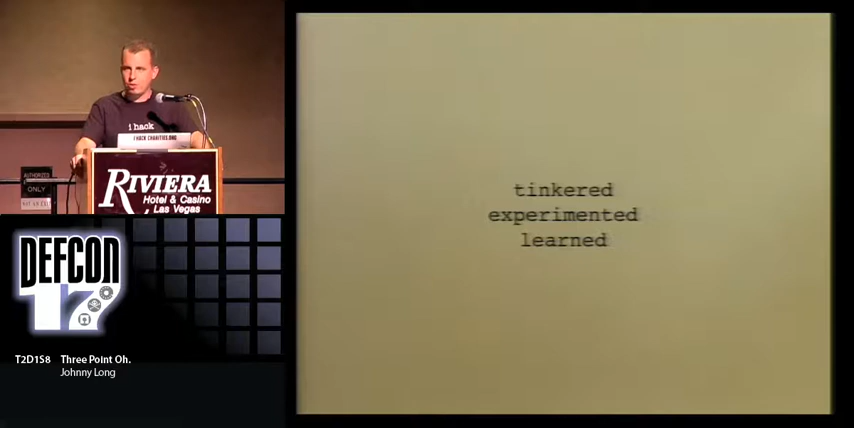 i hack
I HACK CHARITIES.ORG
AUTHORIZED
ONLY
RIVIERA
Hotel & Casino
Las Vegas
DEFCON
17
T2D1S8 Three Point Oh.
Johnny Long
tinkered
experimented
learned